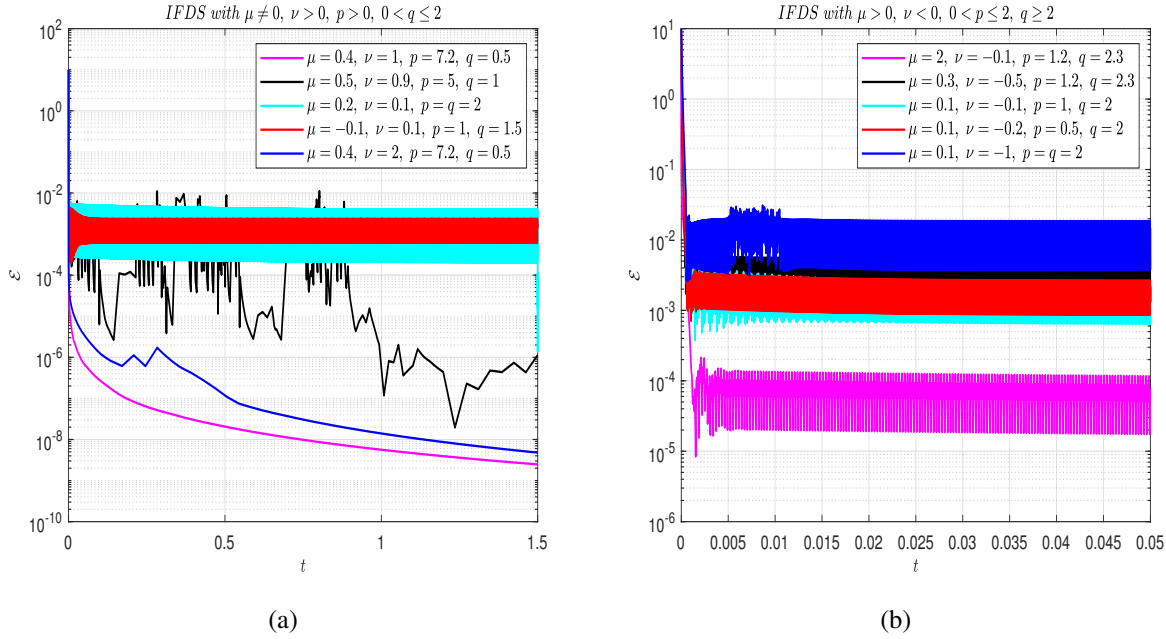 IFDS with μ≠0, ν>0, p>0, 0<q≤2
μ=0.4, ν=1, p=7.2, q=0.5
μ=0.5, ν=0.9, p=5, q=1
μ=0.2, ν=0.1, p=q=2
μ=−0.1, ν=0.1, p=1, q=1.5
μ=0.4, ν=2, p=7.2, q=0.5
10^2
10^0
10^-2
10^-4
10^-6
10^-8
10^-10
ℰ
0 0.5 1 1.5
t
(a)
IFDS with μ>0, ν<0, 0<p≤2, q≥2
μ=2, ν=−0.1, p=1.2, q=2.3
μ=0.3, ν=−0.5, p=1.2, q=2.3
μ=0.1, ν=−0.1, p=1, q=2
μ=0.1, ν=−0.2, p=0.5, q=2
μ=0.1, ν=−1, p=q=2
10^1
10^0
10^-1
10^-2
10^-3
10^-4
10^-5
10^-6
ℰ
0 0.005 0.01 0.015 0.02 0.025 0.03 0.035 0.04 0.045 0.05
t
(b)